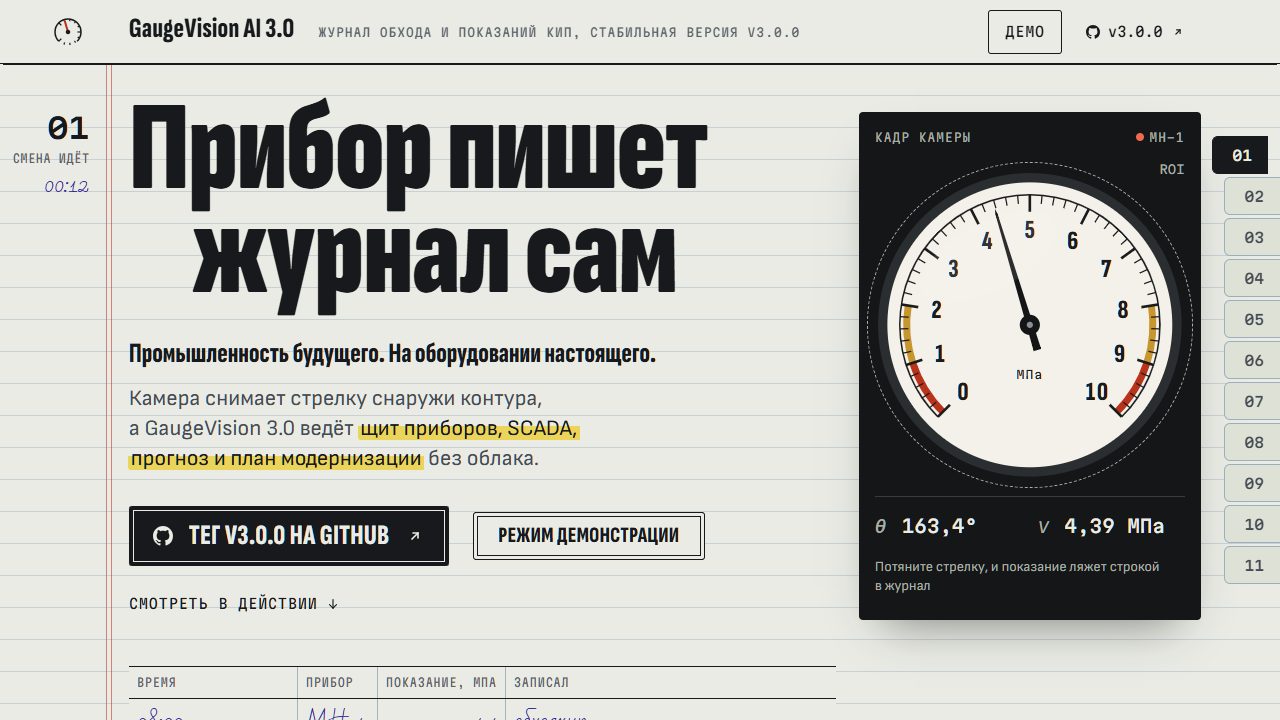 GaugeVision AI 3.0
ЖУРНАЛ ОБХОДА И ПОКАЗАНИЙ КИП, СТАБИЛЬНАЯ ВЕРСИЯ V3.0.0
ДЕМО
v3.0.0 ↗
01
СМЕНА ИДЁТ
00:12
Прибор пишет
журнал сам
Промышленность будущего. На оборудовании настоящего.
Камера снимает стрелку снаружи контура,
а GaugeVision 3.0 ведёт щит приборов, SCADA,
прогноз и план модернизации без облака.
ТЕГ V3.0.0 НА GITHUB ↗
РЕЖИМ ДЕМОНСТРАЦИИ
СМОТРЕТЬ В ДЕЙСТВИИ ↓
ВРЕМЯ
ПРИБОР
ПОКАЗАНИЕ, МПА
ЗАПИСАЛ
КАДР КАМЕРЫ
МН-1
ROI
0
1
2
3
4
5
6
7
8
9
10
МПа
θ 163,4°
V 4,39 МПа
Потяните стрелку, и показание ляжет строкой
в журнал
01
02
03
04
05
06
07
08
09
10
11